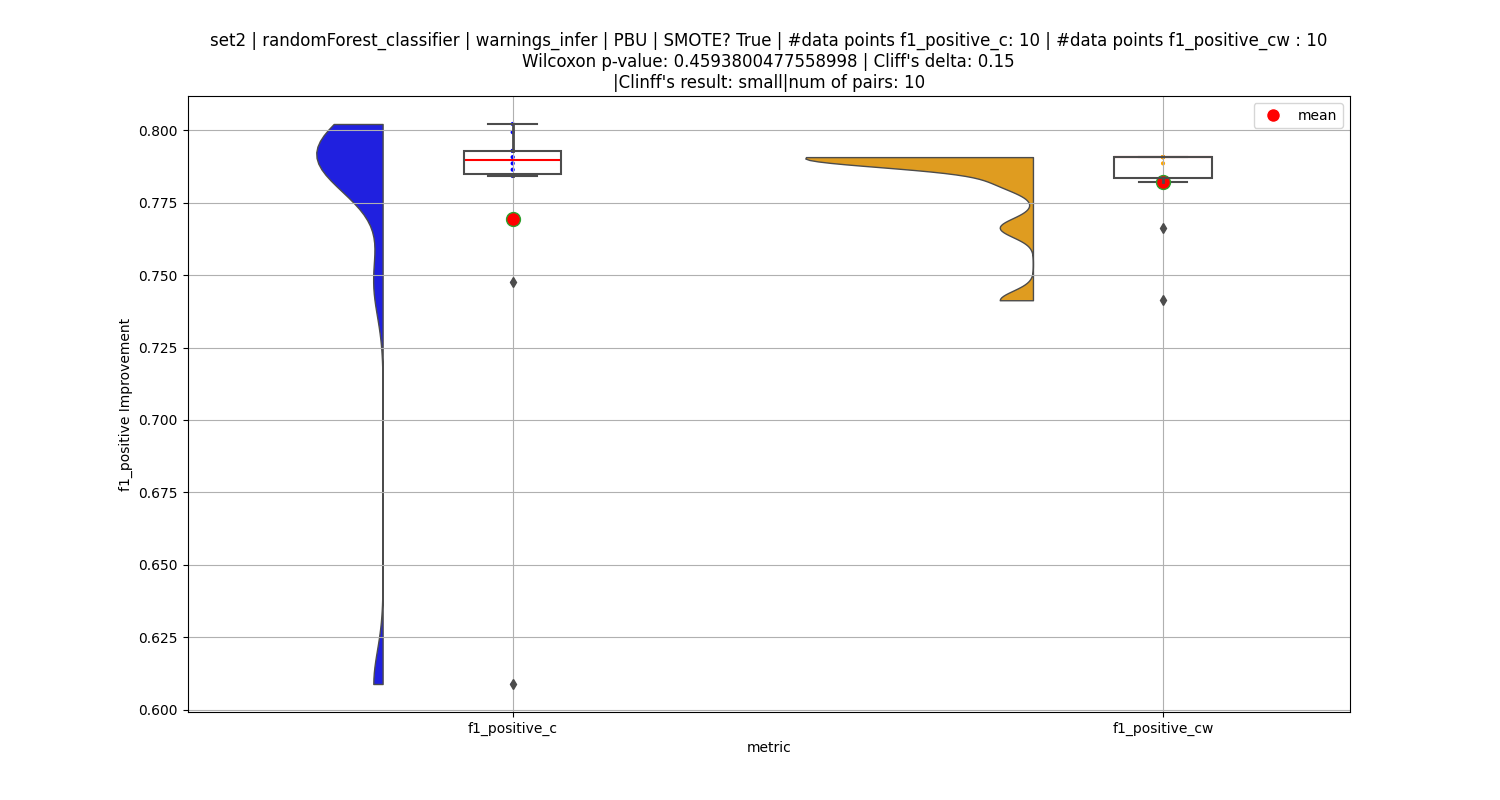 set2 | randomForest_classifier | warnings_infer | PBU | SMOTE? True | #data points f1_positive_c: 10 | #data points f1_positive_cw : 10
Wilcoxon p-value: 0.4593800477558998 | Cliff's delta: 0.15
|Clinff's result: small|num of pairs: 10
mean
0.800
0.775
0.750
0.725
0.700
0.675
0.650
0.625
0.600
f1_positive Improvement
f1_positive_c
f1_positive_cw
metric